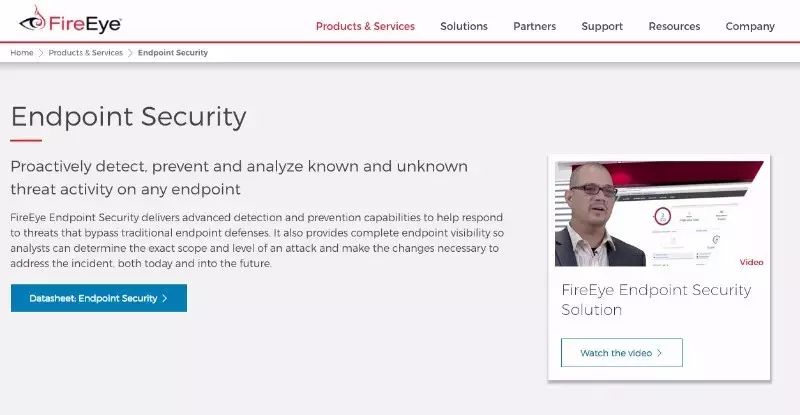 FireEye
Products & Services
Solutions
Partners
Support
Resources
Company
Home > Products & Services > Endpoint Security
Endpoint Security
Proactively detect, prevent and analyze known and unknown
threat activity on any endpoint
FireEye Endpoint Security delivers advanced detection and prevention capabilities to help respond
to threats that bypass traditional endpoint defenses. It also provides complete endpoint visibility so
analysts can determine the exact scope and level of an attack and make the changes necessary to
address the incident, both today and into the future.
Datasheet: Endpoint Security >
Video
FireEye Endpoint Security
Solution
Watch the video >